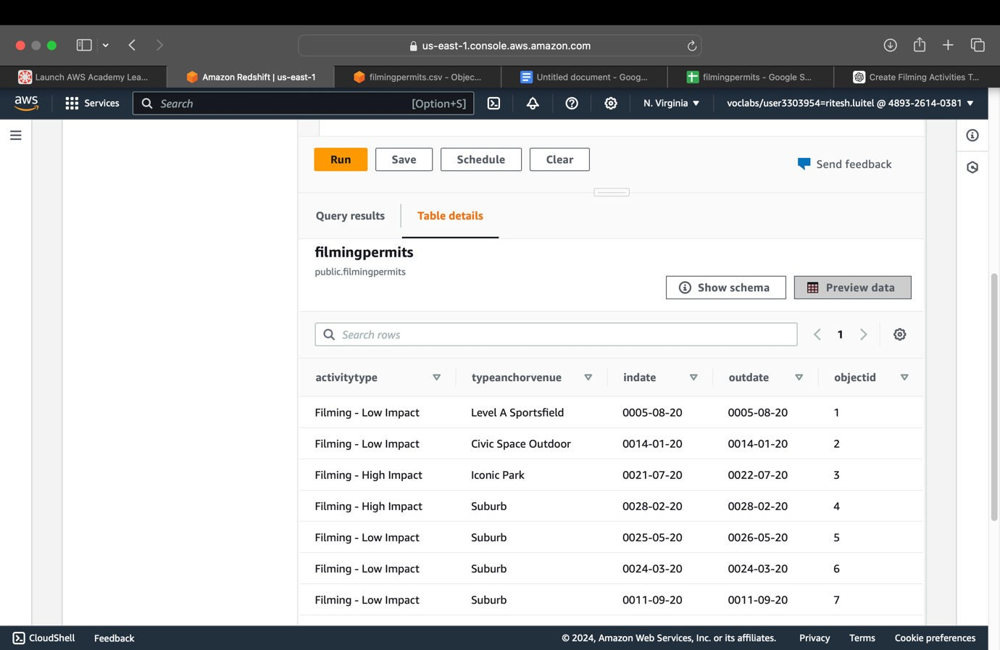 us-east-1.console.aws.amazon.com
Launch AWS Academy Lea...
Amazon Redshift | us-east-1
filmingpermits.csv - Objec...
Untitled document - Goog...
filmingpermits - Google S...
Create Filming Activities T...
aws
Services
Search
[Option+S]
N. Virginia
voclabs/user3303954=ritesh.luitel @ 4893-2614-0381
Run
Save
Schedule
Clear
Send feedback
Query results
Table details
filmingpermits
public.filmingpermits
Show schema
Preview data
Search rows
1
activitytype typeanchorvenue indate outdate objectid
Filming - Low Impact Level A Sportsfield 0005-08-20 0005-08-20 1
Filming - Low Impact Civic Space Outdoor 0014-01-20 0014-01-20 2
Filming - High Impact Iconic Park 0021-07-20 0022-07-20 3
Filming - High Impact Suburb 0028-02-20 0028-02-20 4
Filming - Low Impact Suburb 0025-05-20 0026-05-20 5
Filming - Low Impact Suburb 0024-03-20 0024-03-20 6
Filming - Low Impact Suburb 0011-09-20 0011-09-20 7
CloudShell
Feedback
© 2024, Amazon Web Services, Inc. or its affiliates.
Privacy
Terms
Cookie preferences